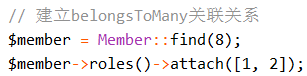 // 建立belongsToMany关联关系
$member = Member::find(8);
$member->roles()->attach([1, 2]);